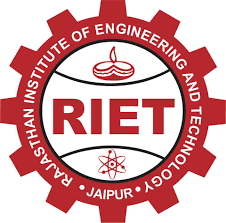 RAJASTHAN INSTITUTE OF ENGINEERING AND TECHNOLOGY
RIET
• JAIPUR •